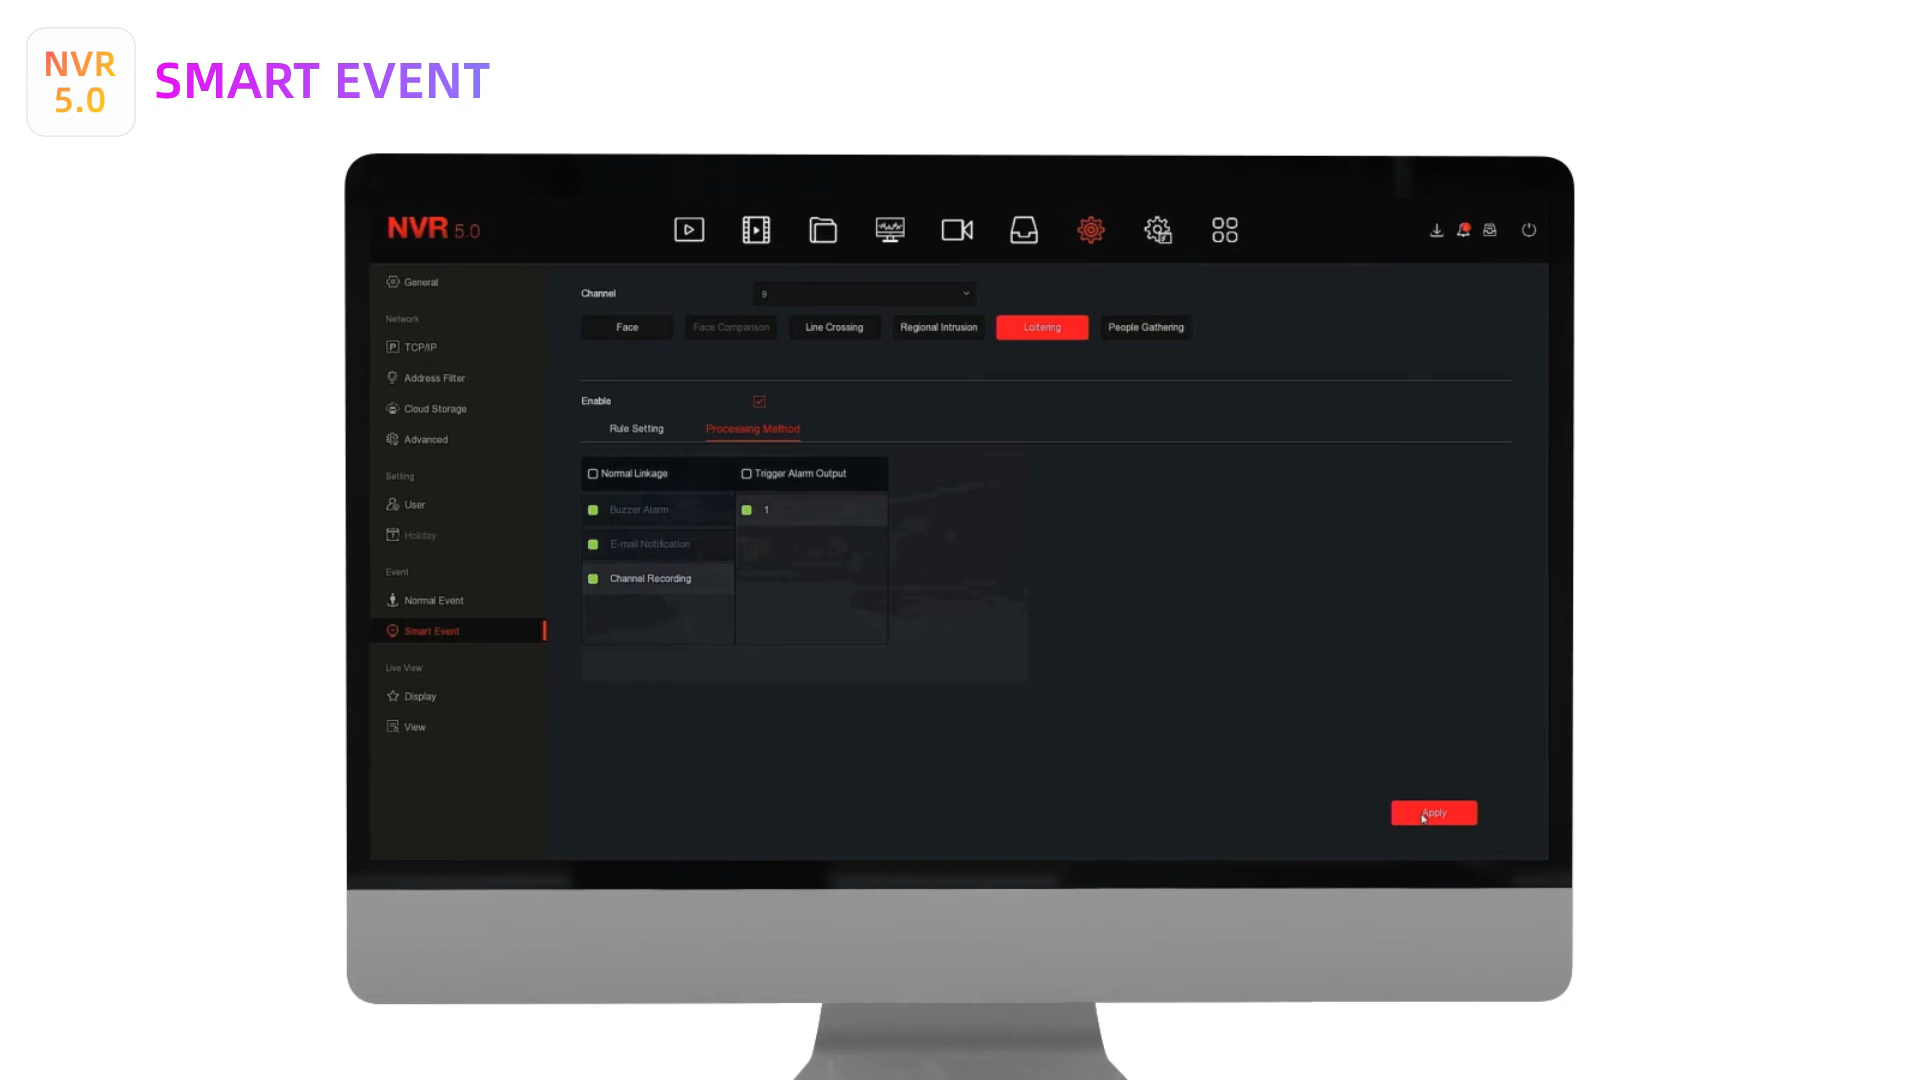 NVR
5.0
SMART EVENT
NVR 5.0
General
Network
TCP/IP
Address Filter
Cloud Storage
Advanced
Setting
User
Holiday
Event
Normal Event
Smart Event
Live View
Display
View
Channel 9
Face Face Comparison Line Crossing Regional Intrusion Loitering People Gathering
Enable
Rule Setting Processing Method
Normal Linkage Trigger Alarm Output
Buzzer Alarm 1
E-mail Notification
Channel Recording
Apply